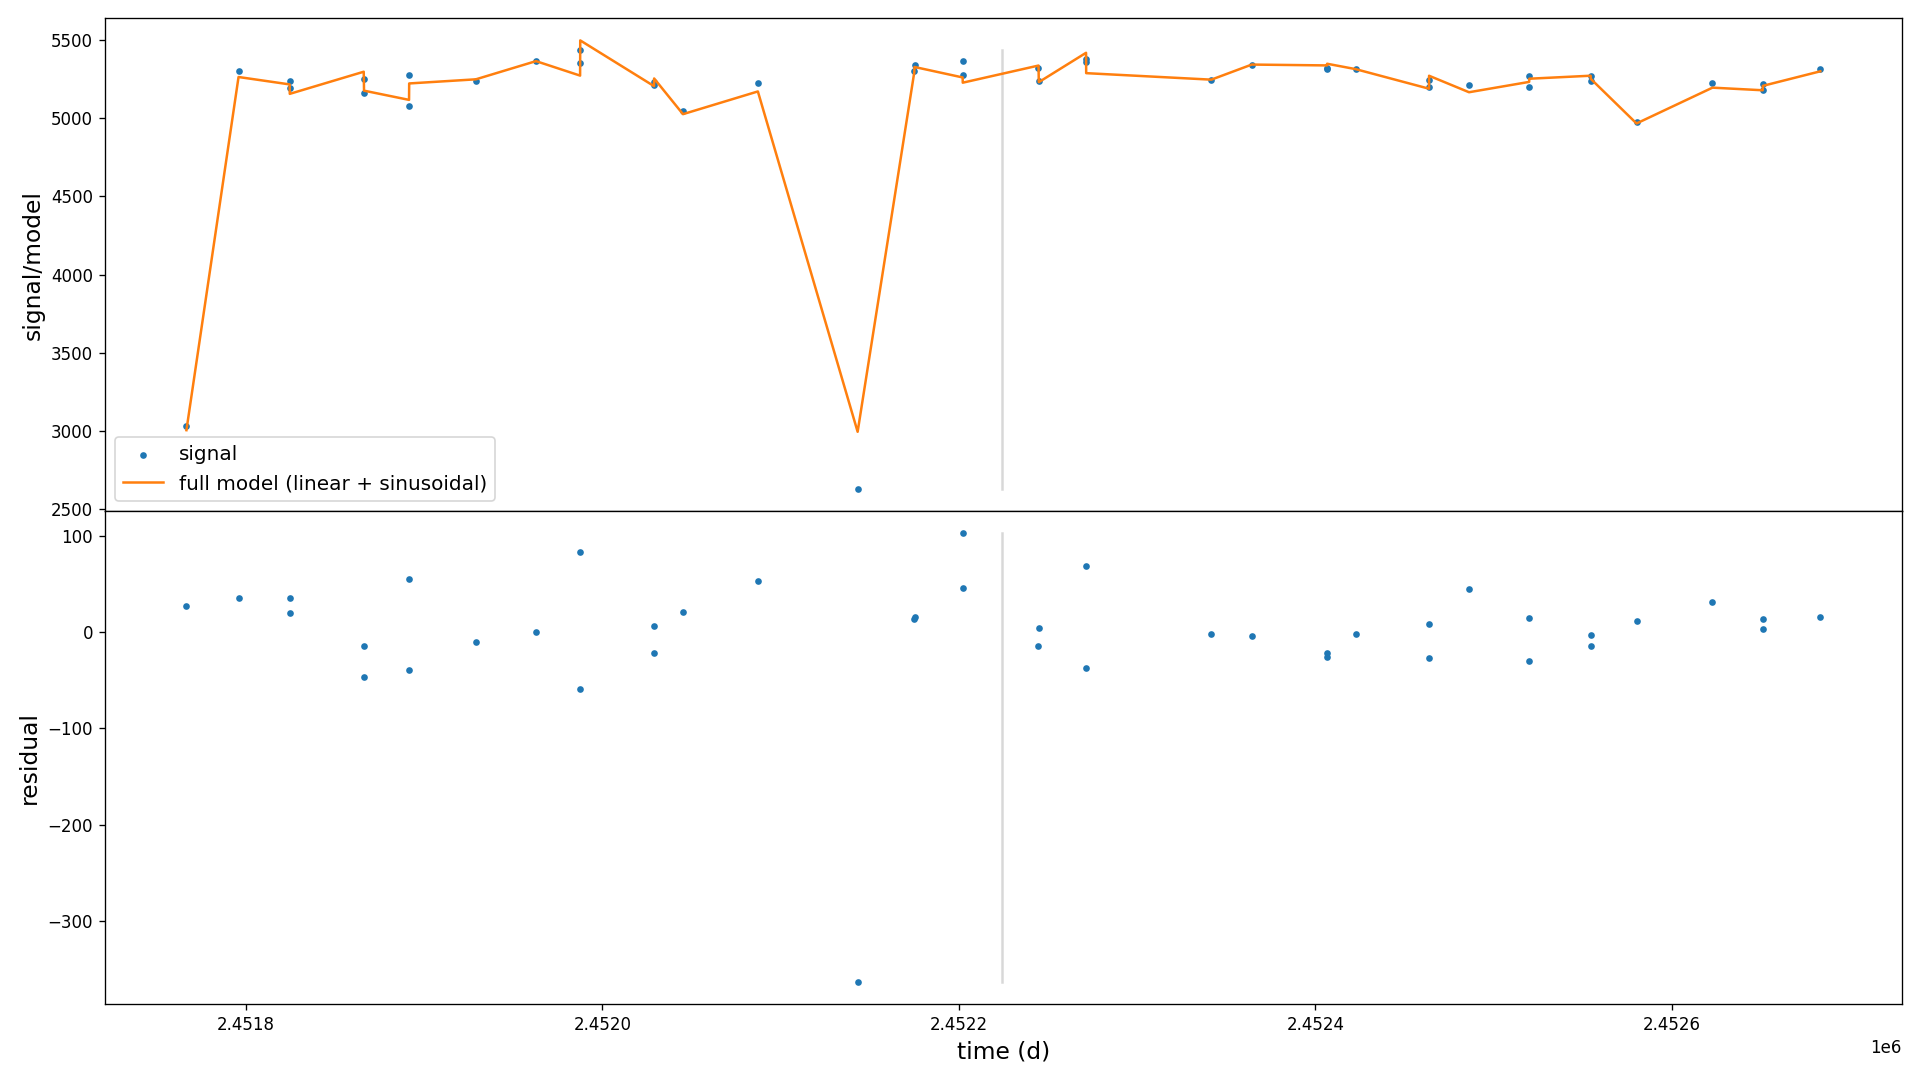 5500
5000
4500
4000
3500
3000
2500
signal/model
signal
full model (linear + sinusoidal)
100
0
−100
−200
−300
residual
2.4518
2.4520
2.4522
2.4524
2.4526
1e6
time (d)